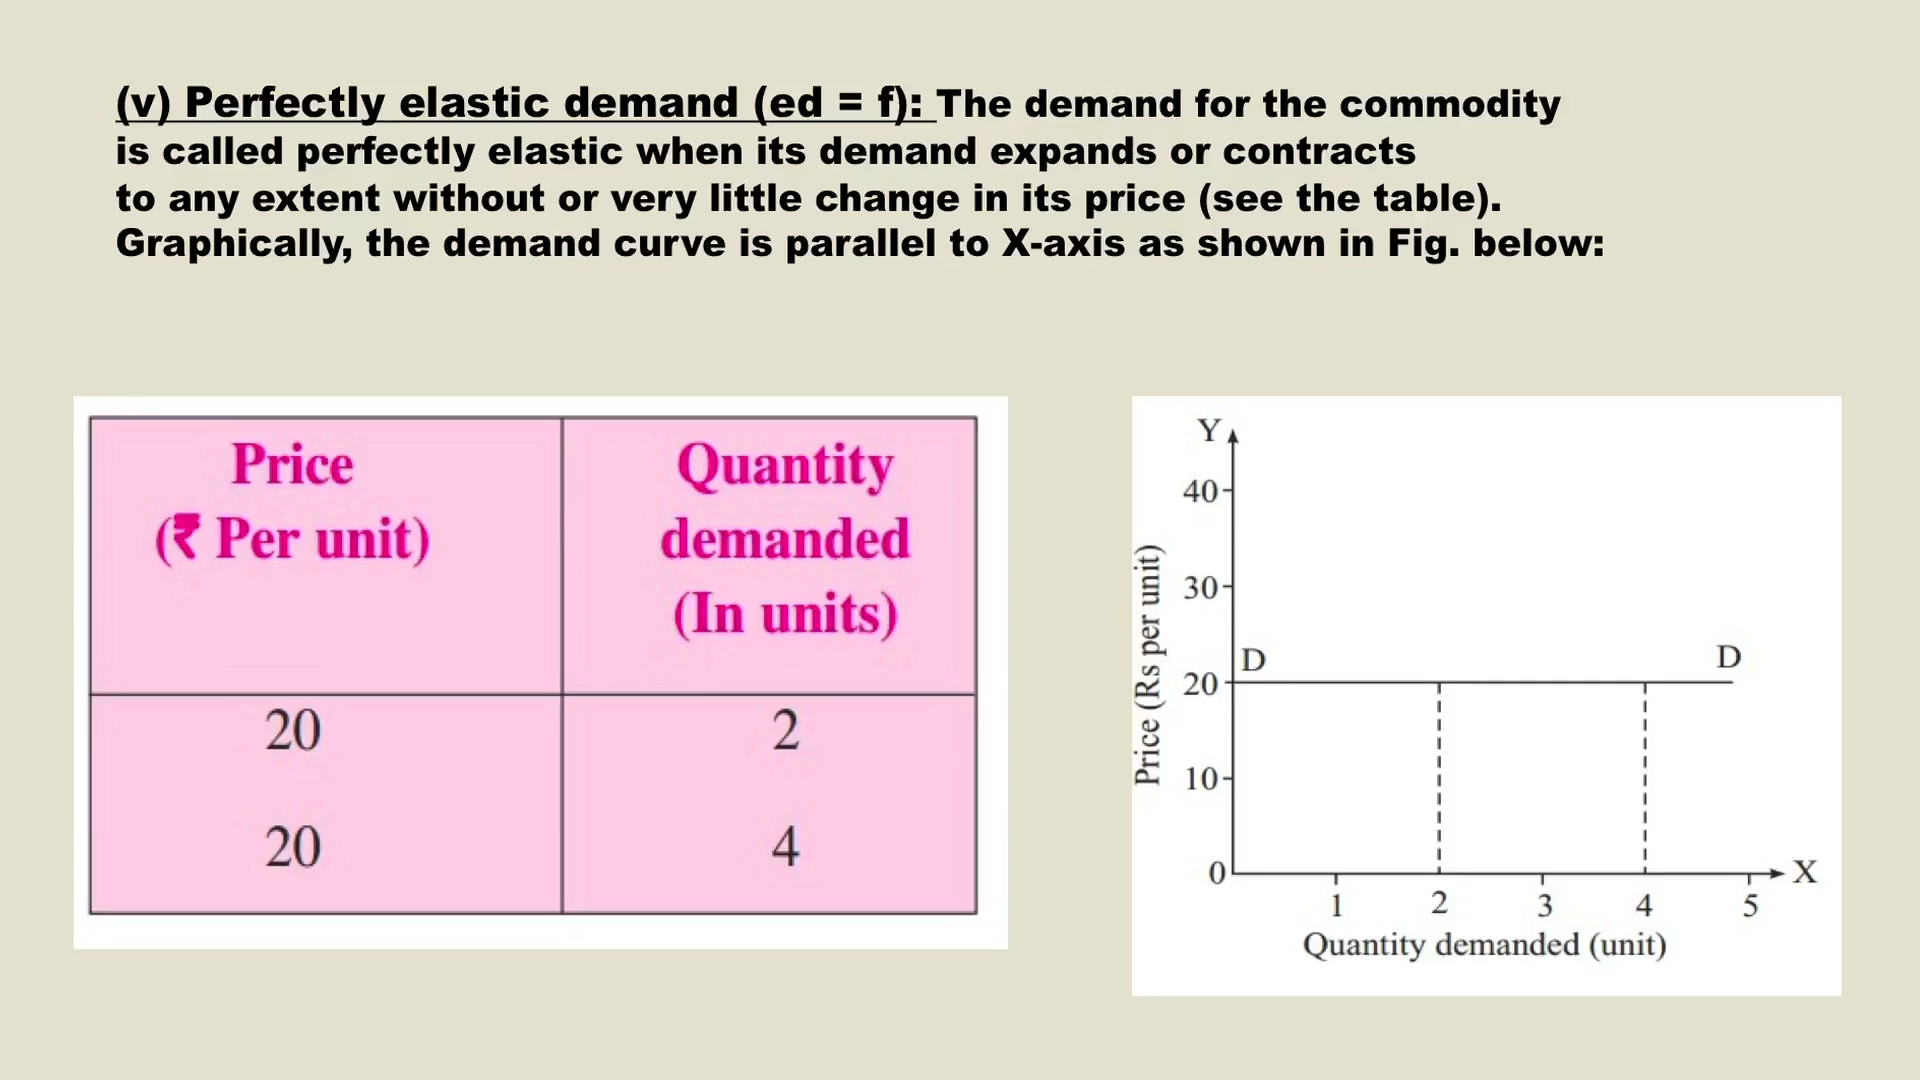 (v) Perfectly elastic demand (ed = f): The demand for the commodity
is called perfectly elastic when its demand expands or contracts
to any extent without or very little change in its price (see the table).
Graphically, the demand curve is parallel to X-axis as shown in Fig. below:
Price
(₹ Per unit)
Quantity
demanded
(In units)
20 2
20 4
Y
40
30
D D
20
10
0 X
1 2 3 4 5
Price (Rs per unit)
Quantity demanded (unit)